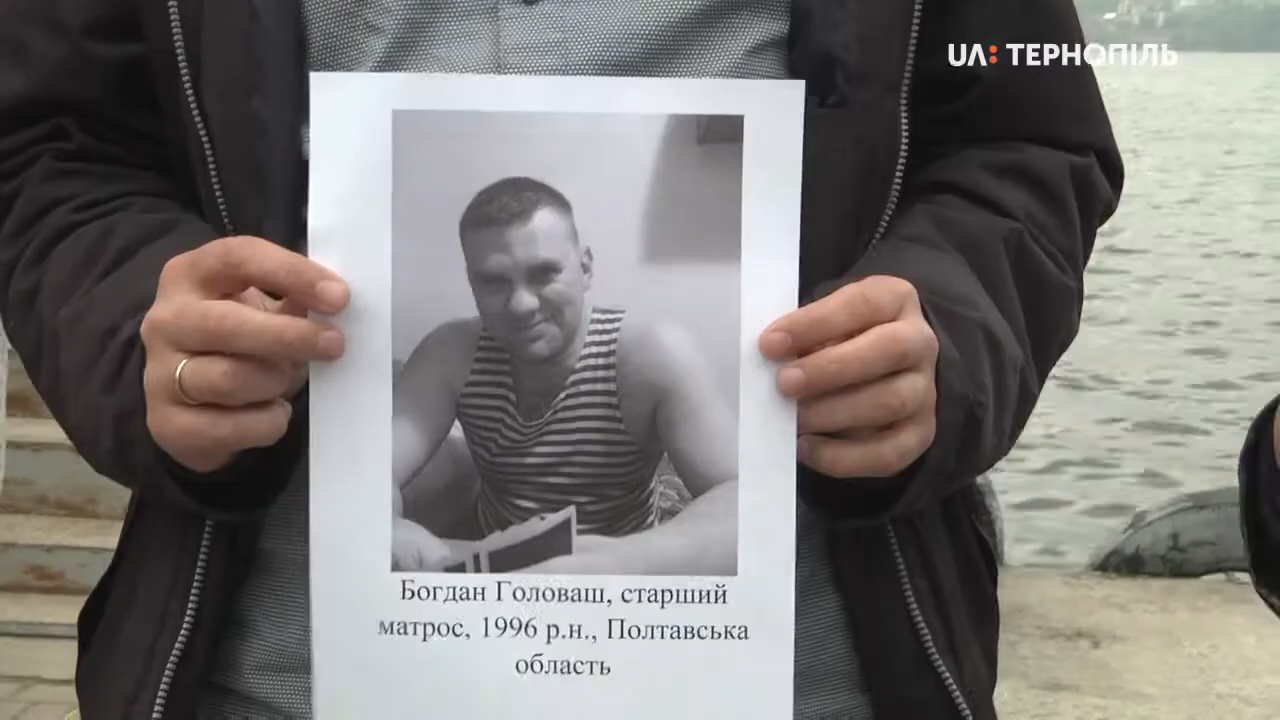 UA: ТЕРНОПІЛЬ
Богдан Головаш, старший
матрос, 1996 р.н., Полтавська
область